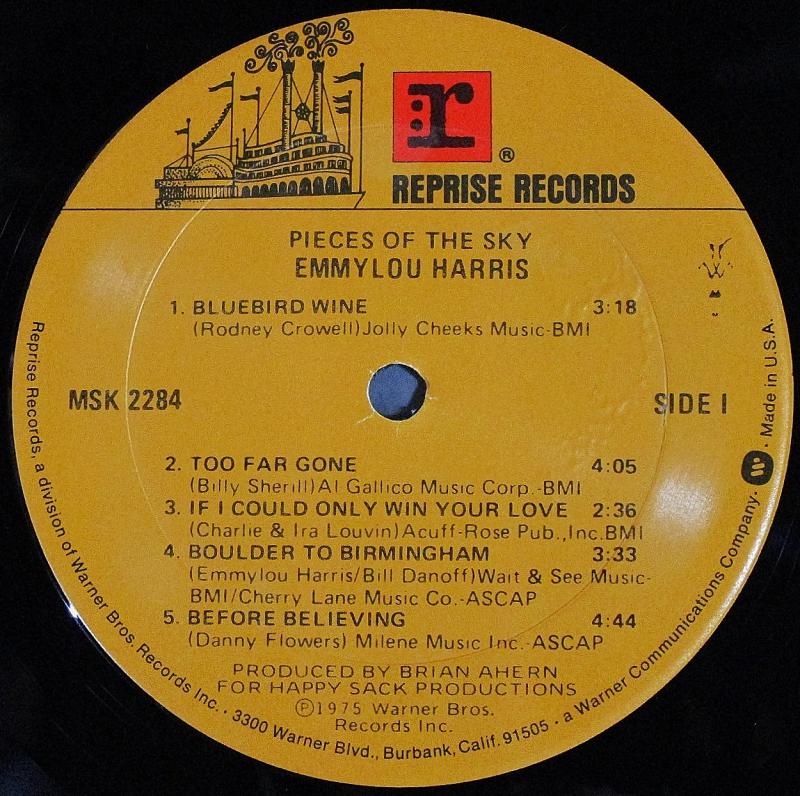 r
®
REPRISE RECORDS
PIECES OF THE SKY
EMMYLOU HARRIS
1. BLUEBIRD WINE 3:18
(Rodney Crowell)Jolly Cheeks Music-BMI
MSK 2284
SIDE I
2. TOO FAR GONE 4:05
(Billy Sherill)Al Gallico Music Corp.-BMI
3. IF I COULD ONLY WIN YOUR LOVE 2:36
(Charlie & Ira Louvin)Acuff-Rose Pub.,Inc.BMI
4. BOULDER TO BIRMINGHAM 3:33
(Emmylou Harris/Bill Danoff)Wait & See Music-
BMI/Cherry Lane Music Co.-ASCAP
5. BEFORE BELIEVING 4:44
(Danny Flowers) Milene Music Inc.-ASCAP
PRODUCED BY BRIAN AHERN
FOR HAPPY SACK PRODUCTIONS
℗1975 Warner Bros.
Records Inc.
Reprise Records, a division of Warner Bros. Records Inc. · 3300 Warner Blvd., Burbank, Calif. 91505 · a Warner Communications Company · Made in U.S.A.